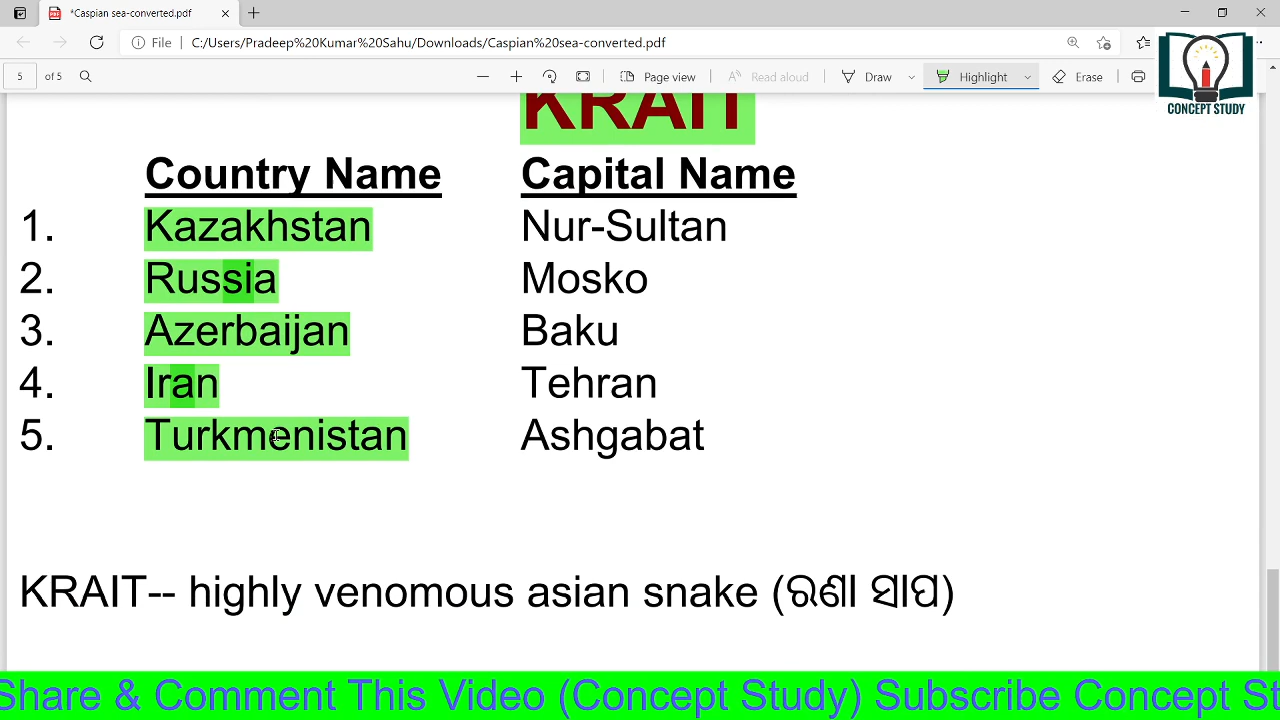 *Caspian sea-converted.pdf
File C:/Users/Pradeep%20Kumar%20Sahu/Downloads/Caspian%20sea-converted.pdf
5 of 5 Page view Read aloud Draw Highlight Erase
CONCEPT STUDY
KRAIT
Country Name Capital Name
1. Kazakhstan Nur-Sultan
2. Russia Mosko
3. Azerbaijan Baku
4. Iran Tehran
5. Turkmenistan Ashgabat
KRAIT-- highly venomous asian snake (ରଣା ସାପ)
Share & Comment This Video (Concept Study) Subscribe Concept St